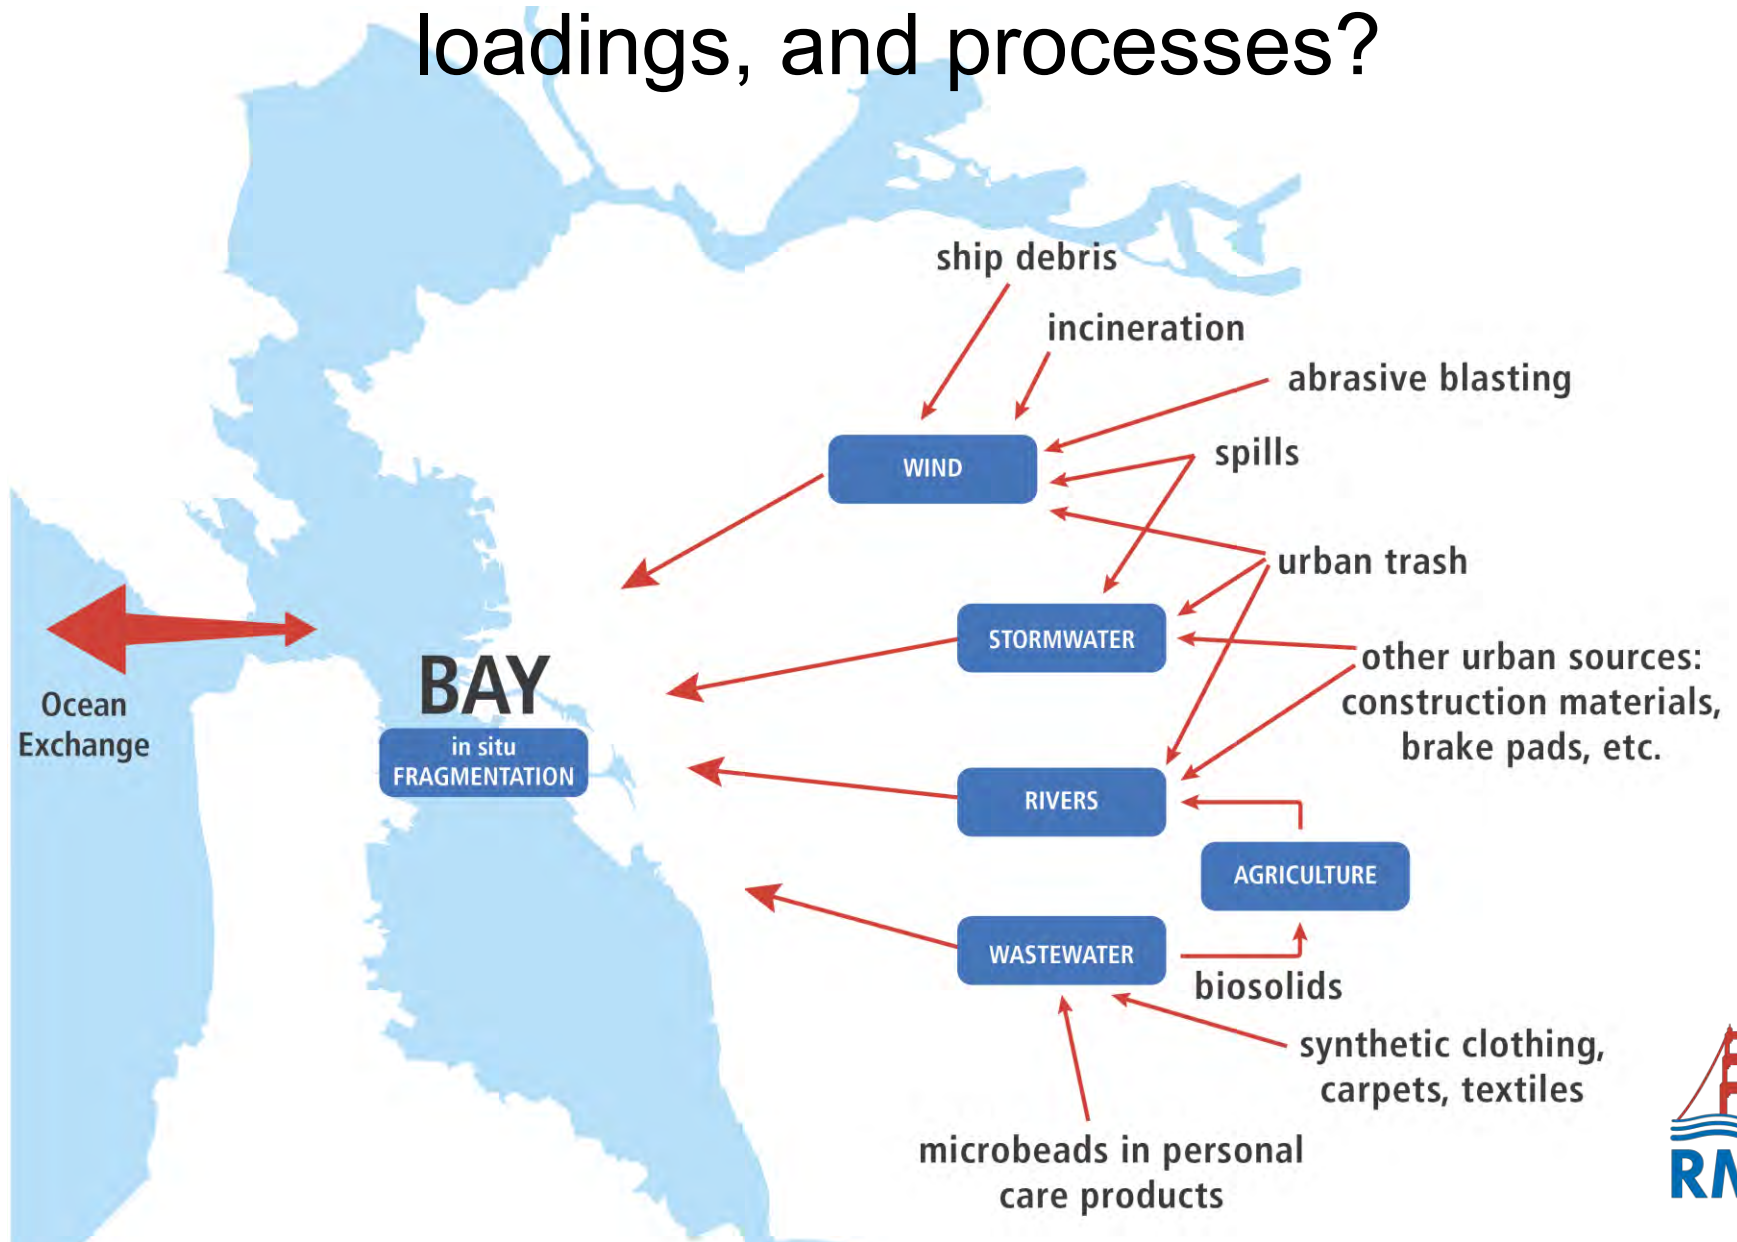 loadings, and processes?
ship debris
incineration
abrasive blasting
WIND
spills
urban trash
STORMWATER
other urban sources:
construction materials,
brake pads, etc.
BAY
in situ
FRAGMENTATION
Ocean
Exchange
RIVERS
AGRICULTURE
WASTEWATER
biosolids
synthetic clothing,
carpets, textiles
microbeads in personal
care products